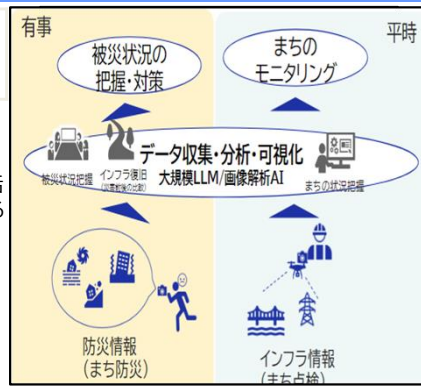 有事
平時
被災状況の
把握・対策
まちの
モニタリング
データ収集・分析・可視化
大規模LLM/画像解析AI
被災状況把握
インフラ復旧
まちの状況把握
防災情報
(まち防災)
インフラ情報
(まち点検)